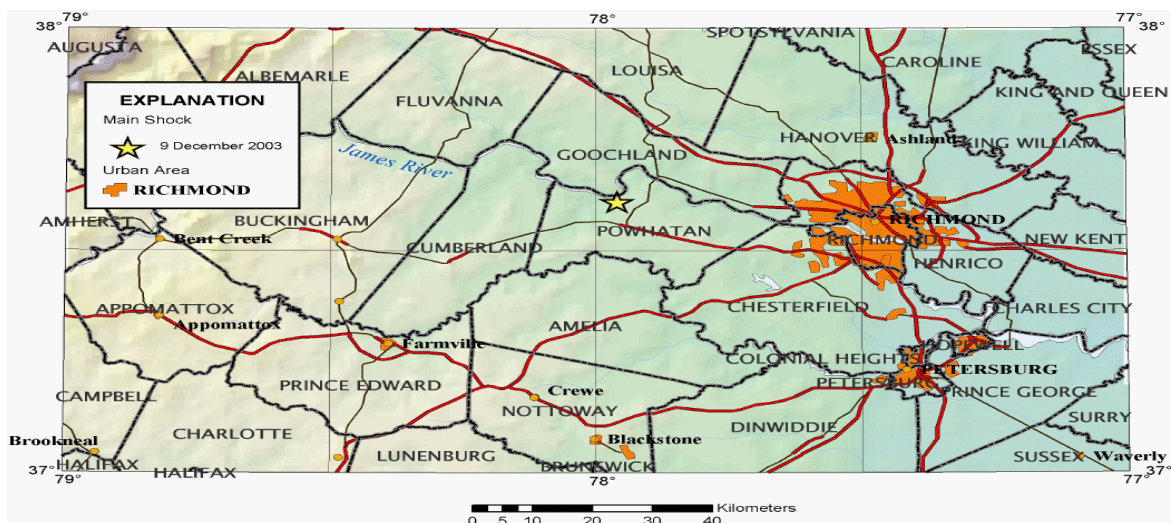 79°
78°
77°
38°
38°
AUGUSTA
ALBEMARLE
FLUVANNA
LOUISA
SPOTSYLVANIA
CAROLINE
ESSEX
KING AND QUEEN
EXPLANATION
Main Shock
9 December 2003
Urban Area
RICHMOND
James River
GOOCHLAND
HANOVER
Ashland
KING WILLIAM
AMHERST
Bent Creek
BUCKINGHAM
CUMBERLAND
POWHATAN
RICHMOND
RICHMOND
HENRICO
NEW KENT
APPOMATTOX
Appomattox
Farmville
AMELIA
CHESTERFIELD
CHARLES CITY
HOPEWELL
COLONIAL HEIGHTS
PETERSBURG
PETERSBURG
PRINCE GEORGE
PRINCE EDWARD
Crewe
NOTTOWAY
CAMPBELL
CHARLOTTE
Brookneal
HALIFAX
HALIFAX
LUNENBURG
Blackstone
BRUNSWICK
DINWIDDIE
SURRY
SUSSEX
Waverly
37°
37°
79°
78°
77°
0 5 10 20 30 40
Kilometers